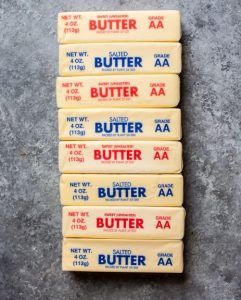 NET WT.
4 OZ.
(113g)
SWEET (UNSALTED)
BUTTER
GRADE
AA
NET WT.
4 OZ.
(113g)
SALTED
BUTTER
GRADE
AA
NET WT.
4 OZ.
(113g)
SWEET (UNSALTED)
BUTTER
GRADE
AA
NET WT.
4 OZ.
(113g)
SALTED
BUTTER
GRADE
AA
NET WT.
4 OZ.
(113g)
SWEET (UNSALTED)
BUTTER
GRADE
AA
NET WT.
4 OZ.
(113g)
SALTED
BUTTER
GRADE
AA
NET WT.
4 OZ.
(113g)
SWEET (UNSALTED)
BUTTER
GRADE
AA
NET WT.
4 OZ.
(113g)
SALTED
BUTTER
GRADE
AA